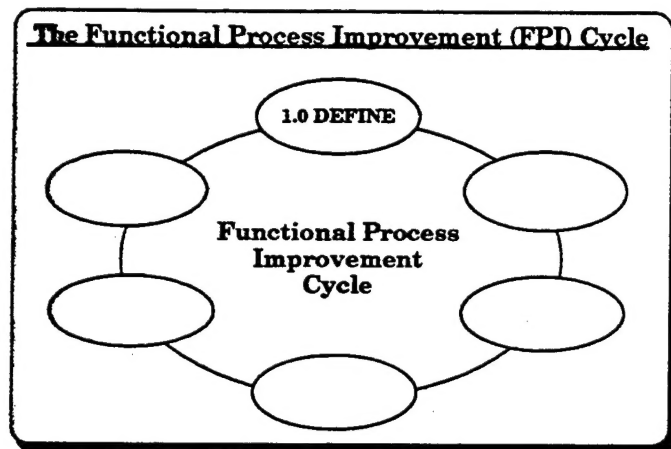 The Functional Process Improvement (FPI) Cycle
1.0 DEFINE
Functional Process
Improvement
Cycle